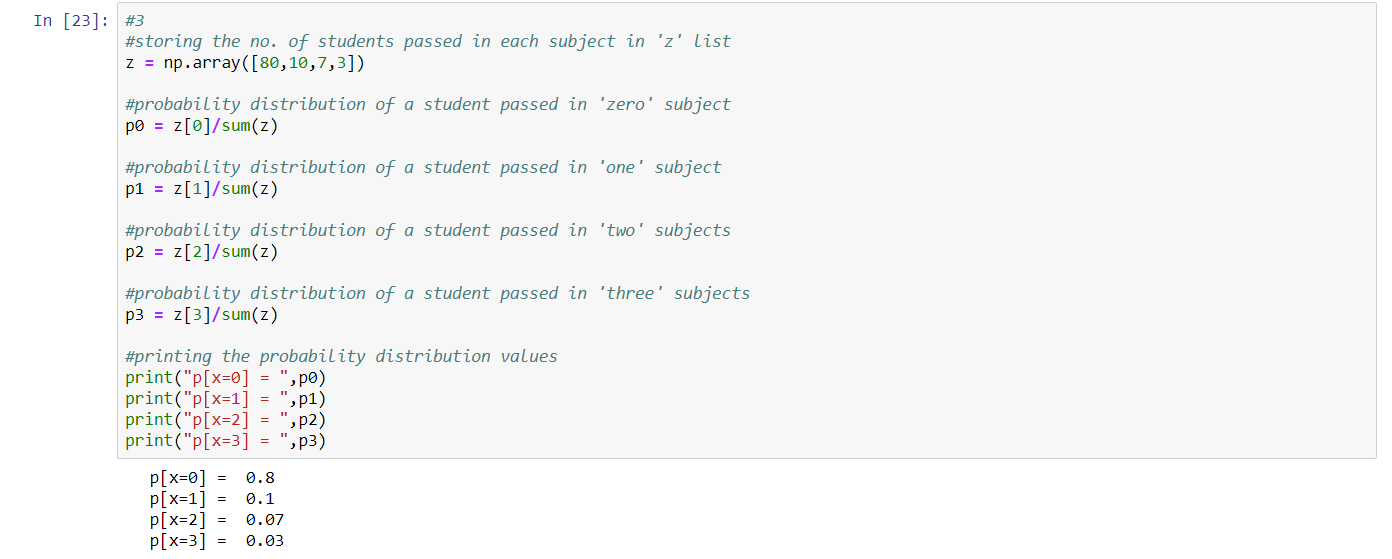 In [23]: #3
#storing the no. of students passed in each subject in 'z' list
z = np.array([80,10,7,3])
#probability distribution of a student passed in 'zero' subject
p0 = z[0]/sum(z)
#probability distribution of a student passed in 'one' subject
p1 = z[1]/sum(z)
#probability distribution of a student passed in 'two' subjects
p2 = z[2]/sum(z)
#probability distribution of a student passed in 'three' subjects
p3 = z[3]/sum(z)
#printing the probability distribution values
print("p[x=0] = ",p0)
print("p[x=1] = ",p1)
print("p[x=2] = ",p2)
print("p[x=3] = ",p3)
p[x=0] =  0.8
p[x=1] =  0.1
p[x=2] =  0.07
p[x=3] =  0.03